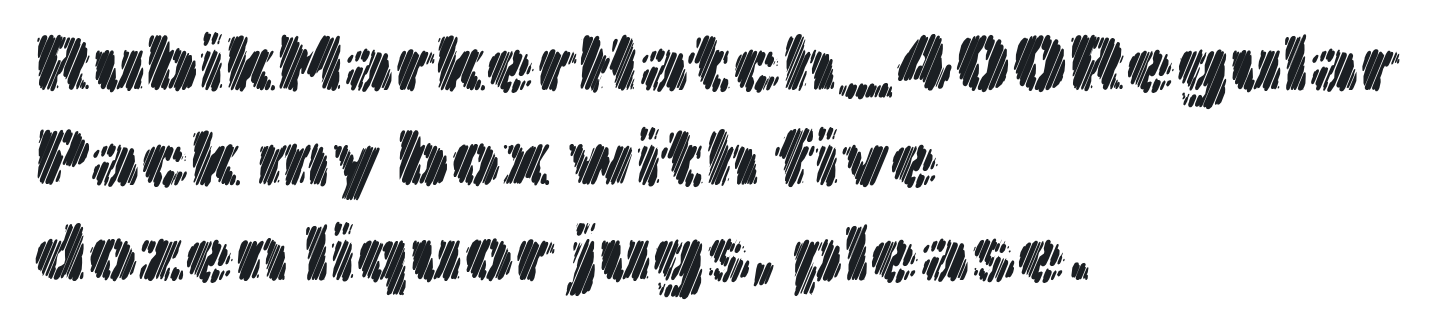 RubikMarkerHatch_400Regular
Pack my box with five
dozen liquor jugs, please.